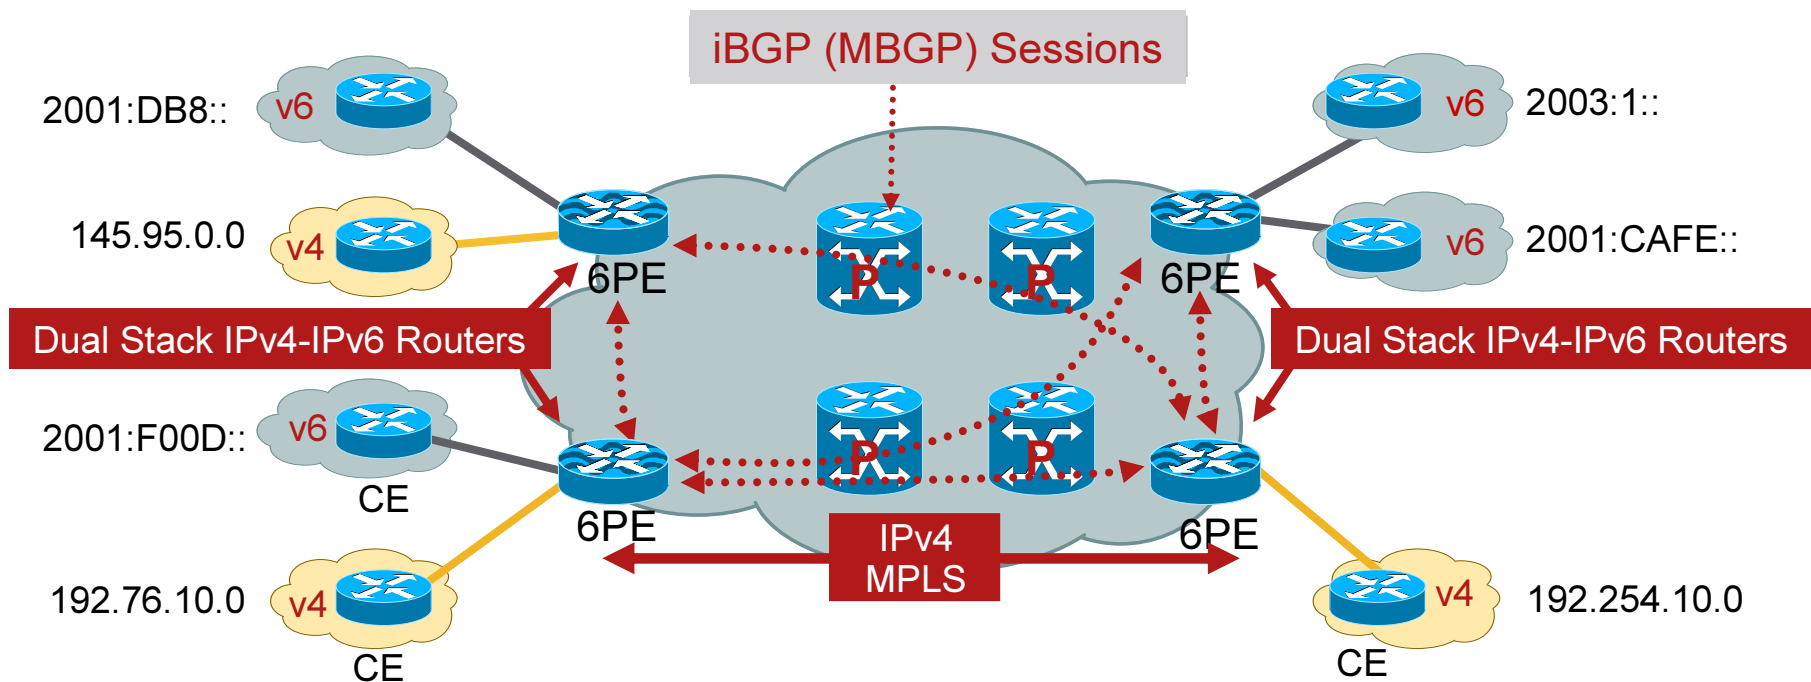 iBGP (MBGP) Sessions
2001:DB8::
v6
v6
2003:1::
145.95.0.0
v4
v6
2001:CAFE::
6PE
P
P
6PE
Dual Stack IPv4-IPv6 Routers
Dual Stack IPv4-IPv6 Routers
2001:F00D::
v6
CE
P
P
6PE
6PE
IPv4
MPLS
192.76.10.0
v4
CE
v4
192.254.10.0
CE